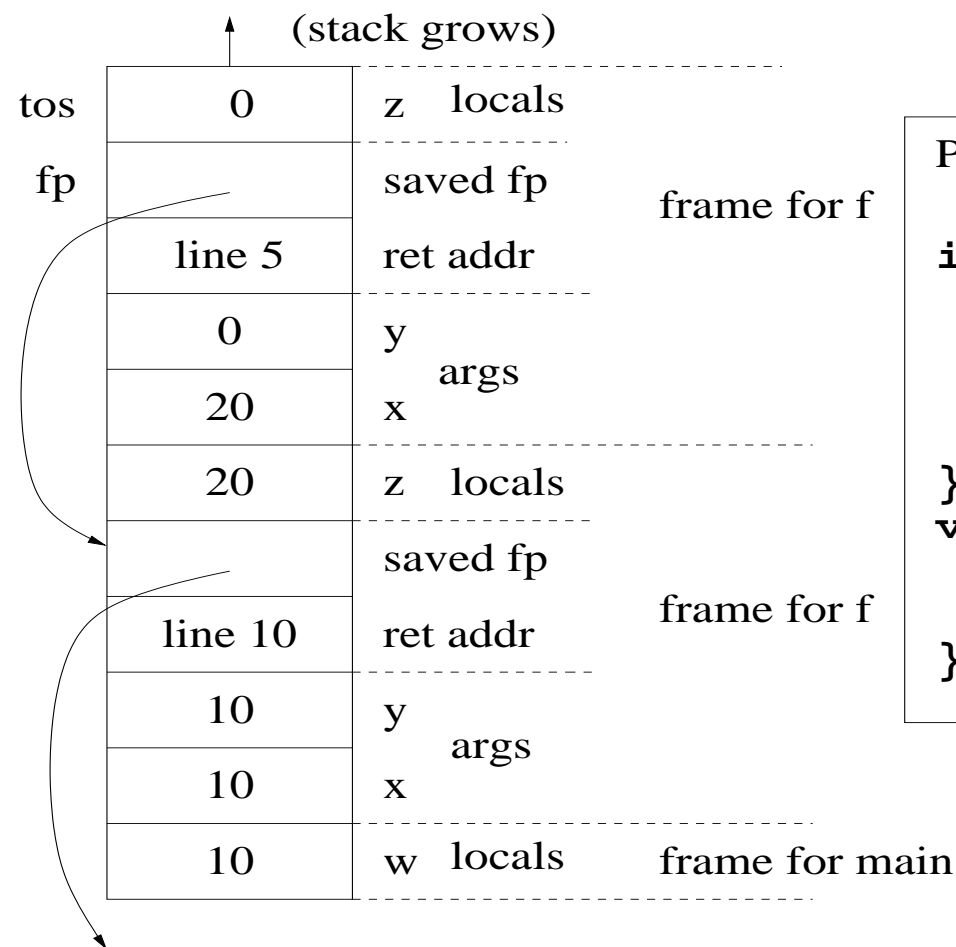 (stack grows)
tos 0 z locals
fp saved fp
frame for f
line 5 ret addr
0 y
args
20 x
20 z locals
saved fp
frame for f
line 10 ret addr
10 y
args
10 x
10 w locals frame for main
P
i
}
v
}